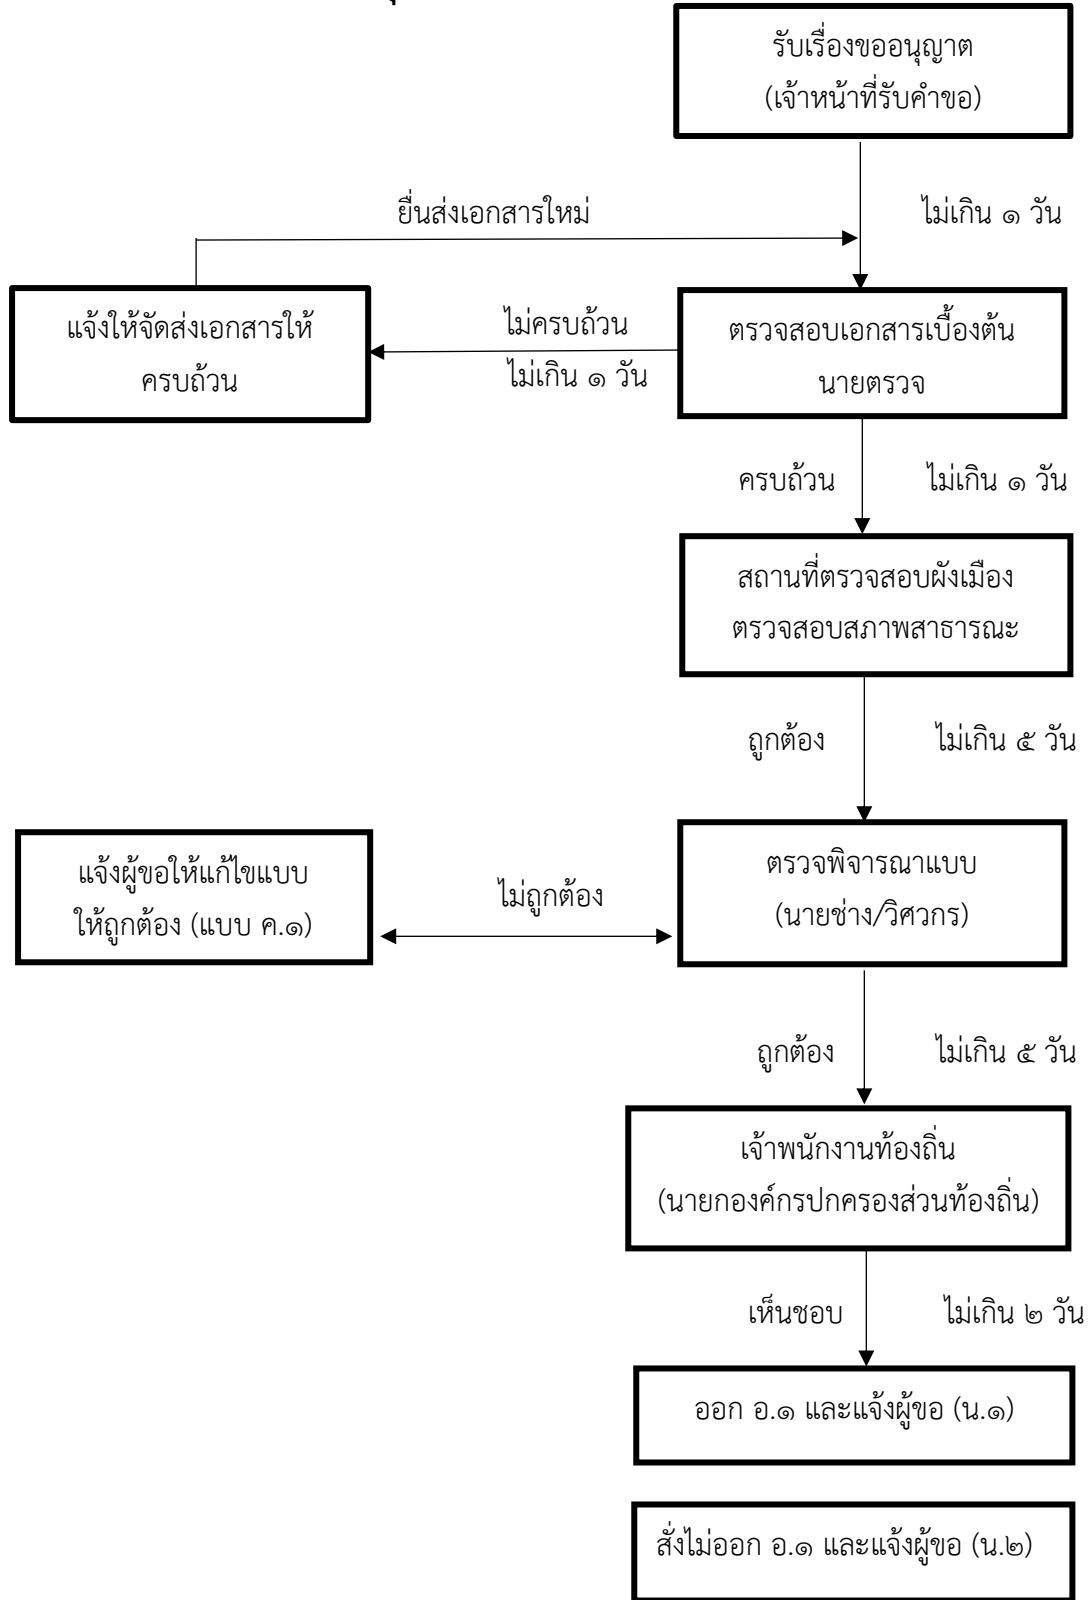 รับเรื่องขออนุญาต
(เจ้าหน้าที่รับคำขอ)
ยื่นส่งเอกสารใหม่
ไม่เกิน ๑ วัน
แจ้งให้จัดส่งเอกสารให้
ครบถ้วน
ไม่ครบถ้วน
ไม่เกิน ๑ วัน
ตรวจสอบเอกสารเบื้องต้น
นายตรวจ
ครบถ้วน
ไม่เกิน ๑ วัน
สถานที่ตรวจสอบผังเมือง
ตรวจสอบสภาพสาธารณะ
ถูกต้อง
ไม่เกิน ๕ วัน
แจ้งผู้ขอให้แก้ไขแบบ
ให้ถูกต้อง (แบบ ค.๑)
ไม่ถูกต้อง
ตรวจพิจารณาแบบ
(นายช่าง/วิศวกร)
ถูกต้อง
ไม่เกิน ๕ วัน
เจ้าพนักงานท้องถิ่น
(นายกองค์กรปกครองส่วนท้องถิ่น)
เห็นชอบ
ไม่เกิน ๒ วัน
ออก อ.๑ และแจ้งผู้ขอ (น.๑)
สั่งไม่ออก อ.๑ และแจ้งผู้ขอ (น.๒)